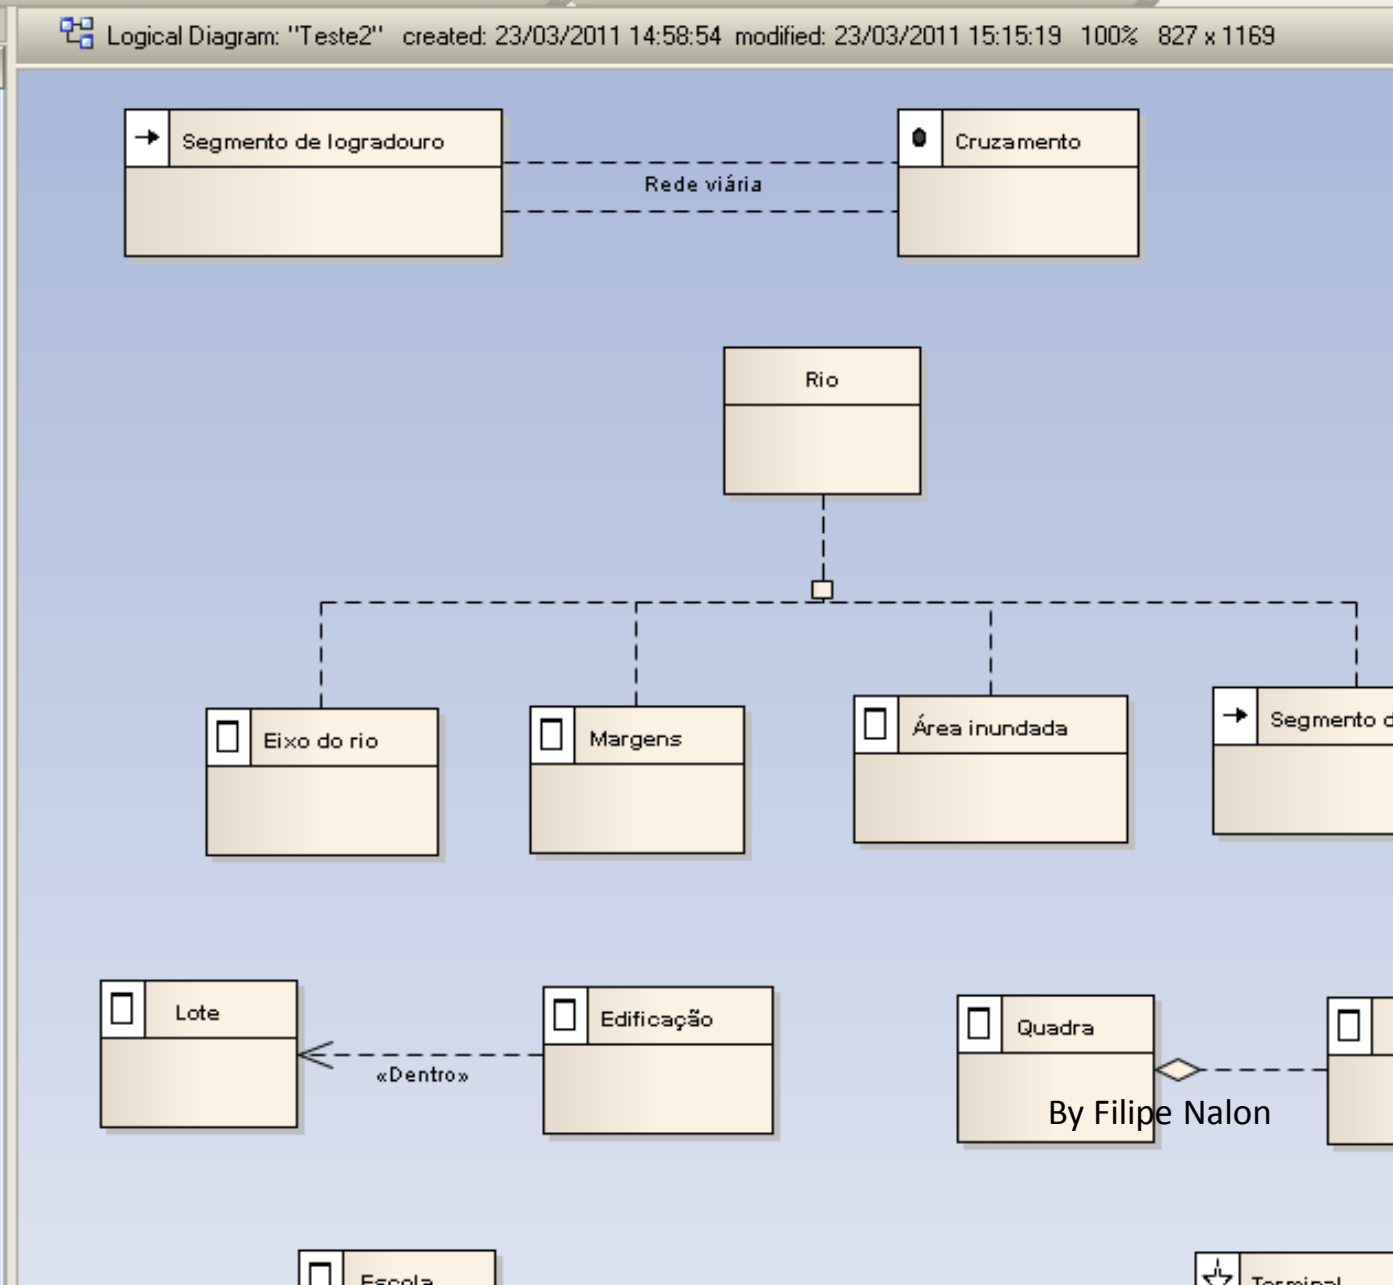 Logical Diagram: "Teste2" created: 23/03/2011 14:58:54 modified: 23/03/2011 15:15:19 100% 827 x 1169
Segmento de logradouro
Cruzamento
Rede viária
Rio
Eixo do rio
Margens
Área inundada
Segmento d
Lote
Edificação
Quadra
«Dentro»
By Filipe Nalon
Escola
Terminal